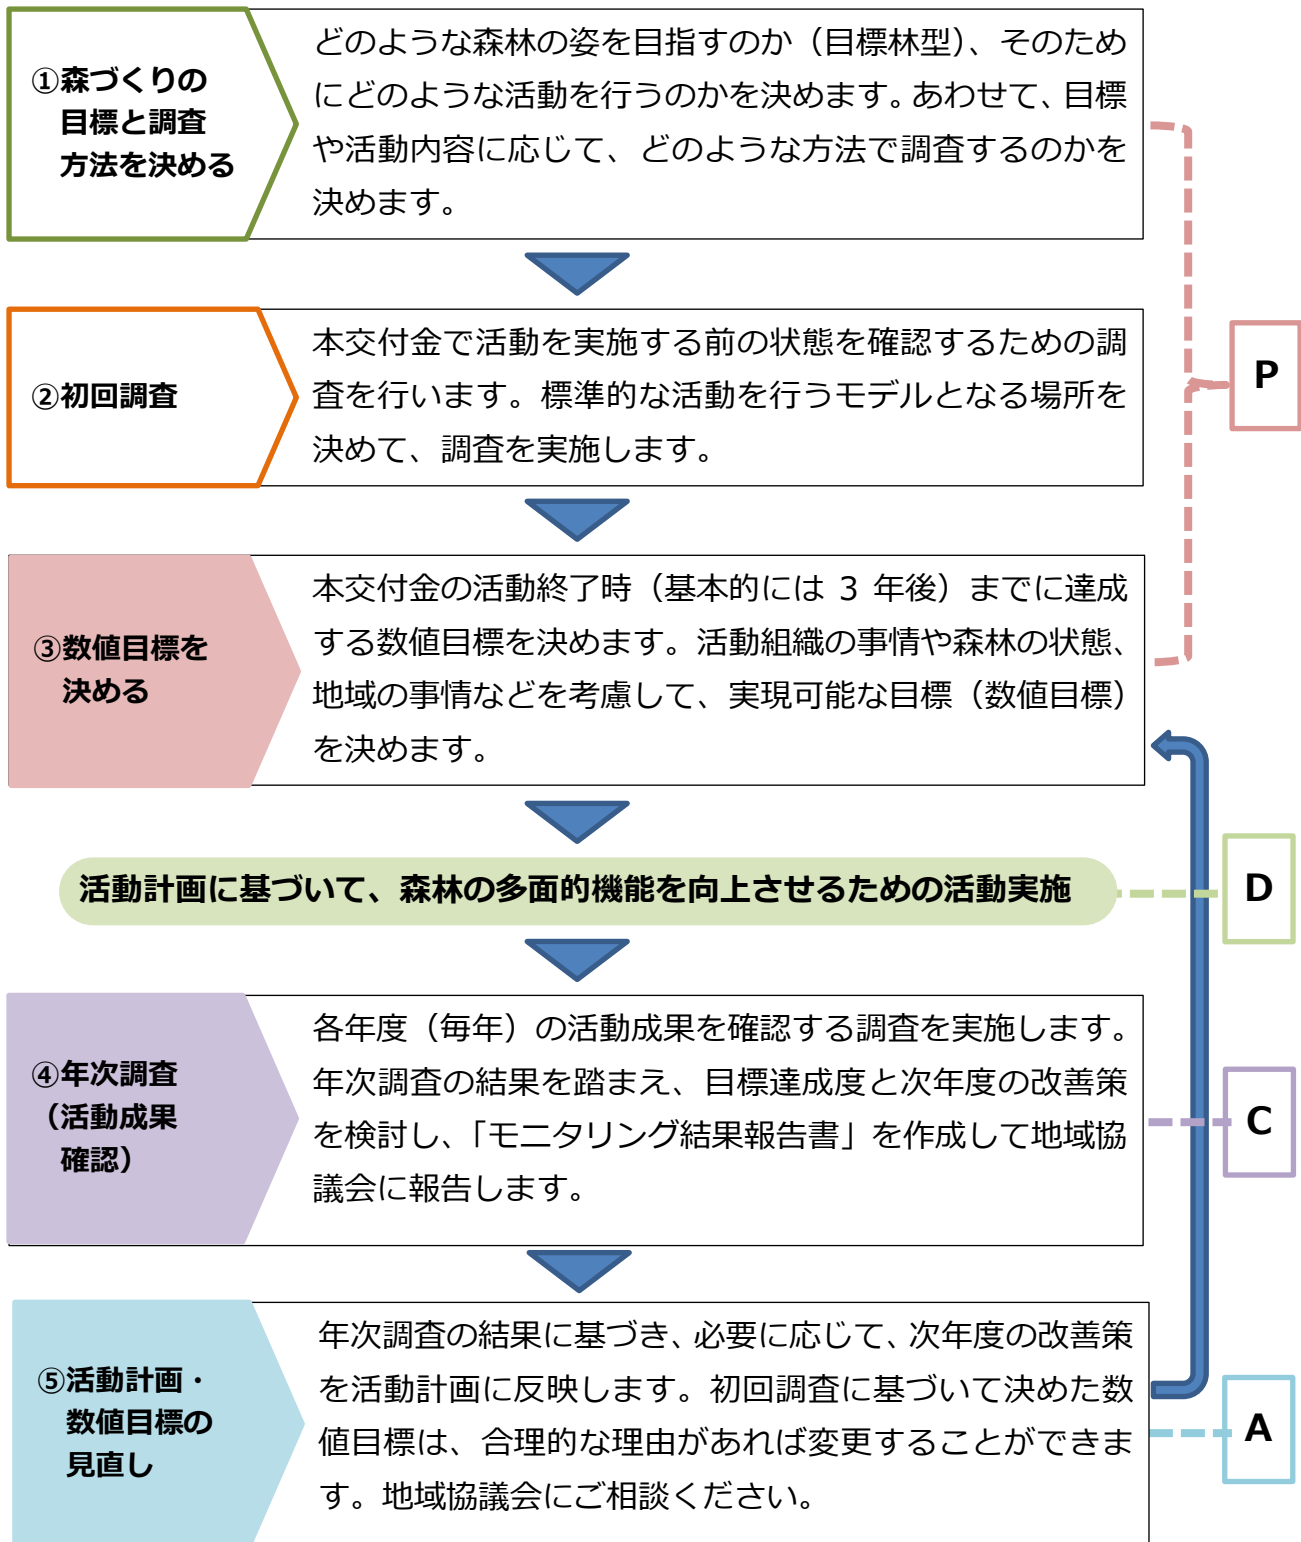 ①森づくりの
目標と調査
方法を決める
どのような森林の姿を目指すのか（目標林型）、そのため
にどのような活動を行うのかを決めます。あわせて、目標
や活動内容に応じて、どのような方法で調査するのかを
決めます。
②初回調査
本交付金で活動を実施する前の状態を確認するための調
査を行います。標準的な活動を行うモデルとなる場所を
決めて、調査を実施します。
P
③数値目標を
決める
本交付金の活動終了時（基本的には 3 年後）までに達成
する数値目標を決めます。活動組織の事情や森林の状態、
地域の事情などを考慮して、実現可能な目標（数値目標）
を決めます。
活動計画に基づいて、森林の多面的機能を向上させるための活動実施
D
④年次調査
（活動成果
確認）
各年度（毎年）の活動成果を確認する調査を実施します。
年次調査の結果を踏まえ、目標達成度と次年度の改善策
を検討し、「モニタリング結果報告書」を作成して地域協
議会に報告します。
C
⑤活動計画・
数値目標の
見直し
年次調査の結果に基づき、必要に応じて、次年度の改善策
を活動計画に反映します。初回調査に基づいて決めた数
値目標は、合理的な理由があれば変更することができま
す。地域協議会にご相談ください。
A